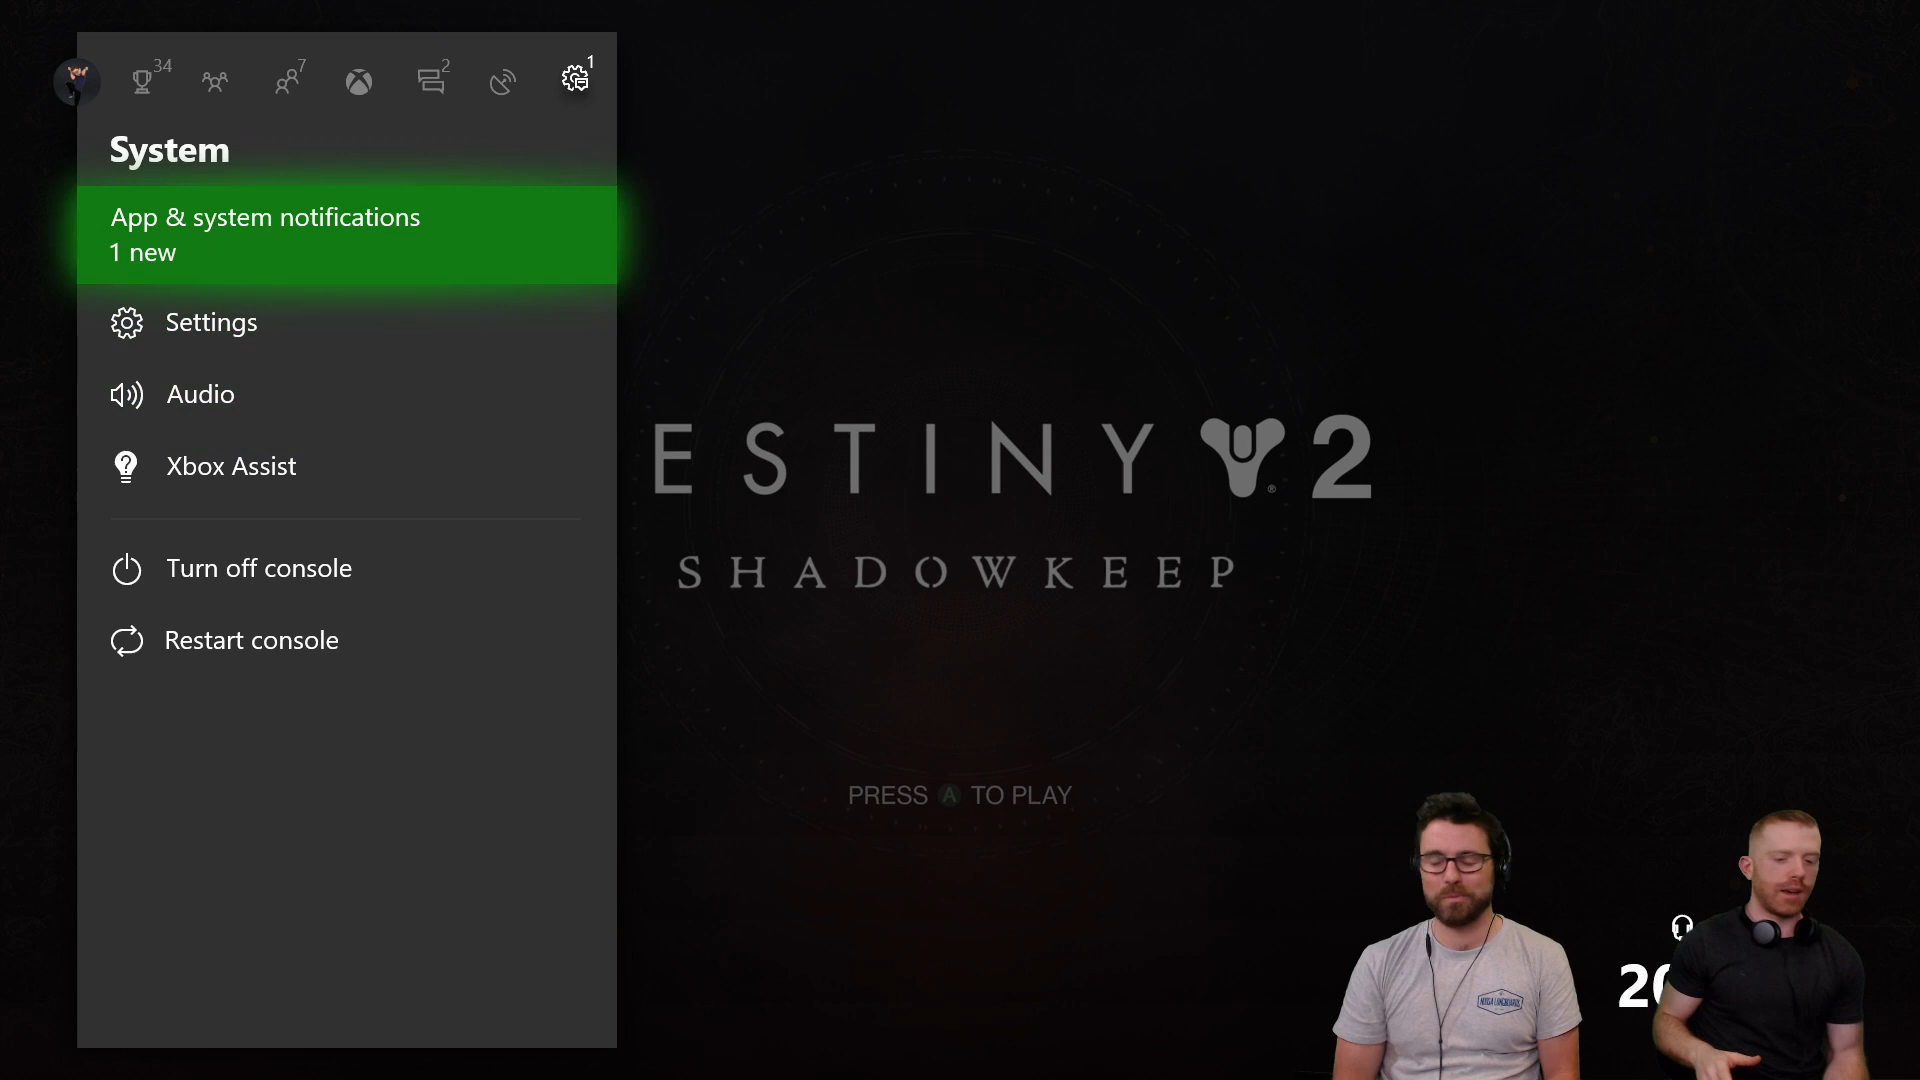 34
7
2
1
System
App & system notifications
1 new
Settings
Audio
Xbox Assist
Turn off console
Restart console
ESTINY 2
SHADOWKEEP
PRESS A TO PLAY
20